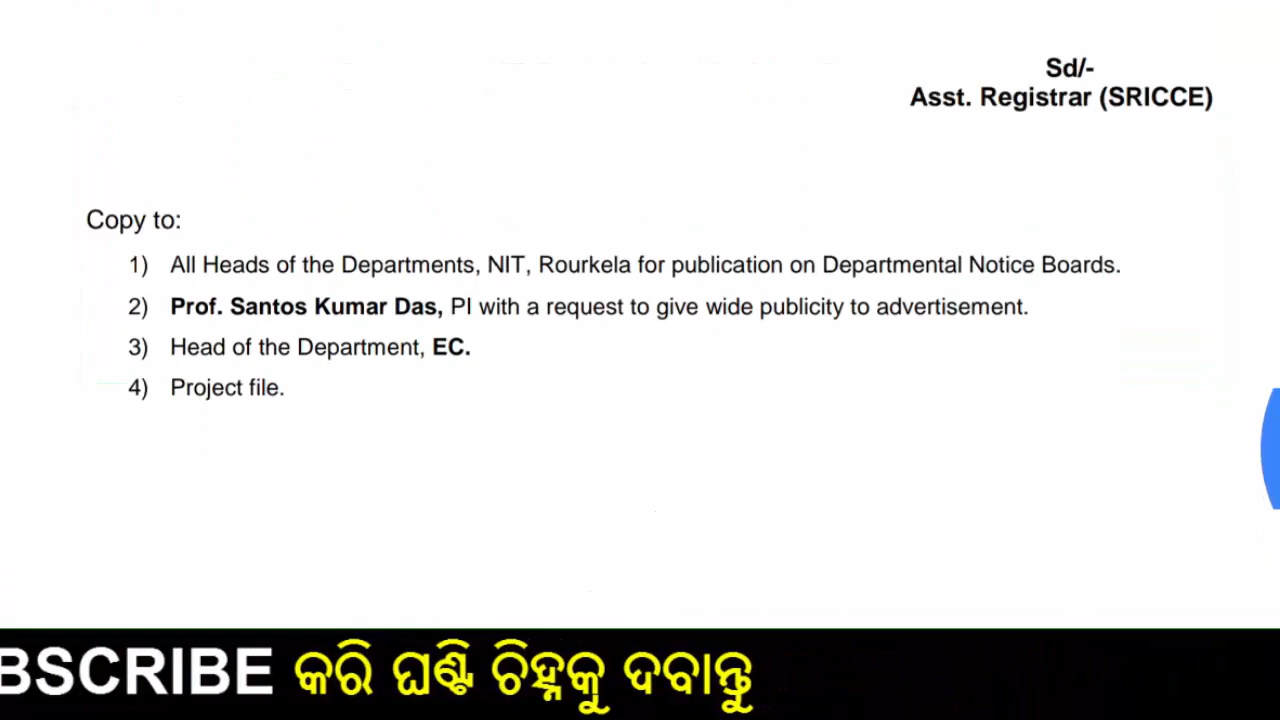 Sd/-
Asst. Registrar (SRICCE)
Copy to:
1) All Heads of the Departments, NIT, Rourkela for publication on Departmental Notice Boards.
2) Prof. Santos Kumar Das, PI with a request to give wide publicity to advertisement.
3) Head of the Department, EC.
4) Project file.
BSCRIBE କରି ଘଣ୍ଟି ଚିହ୍ନକୁ ଦବାନ୍ତୁ